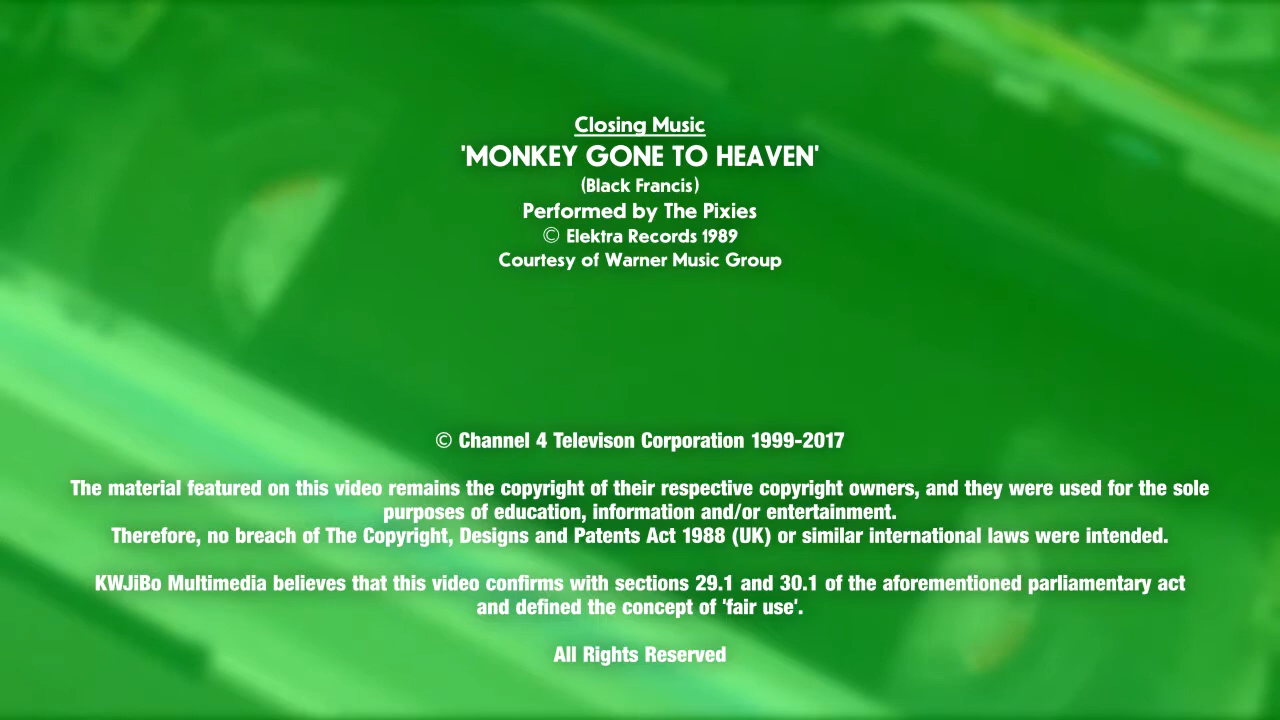 Closing Music
'MONKEY GONE TO HEAVEN'
(Black Francis)
Performed by The Pixies
© Elektra Records 1989
Courtesy of Warner Music Group
© Channel 4 Televison Corporation 1999-2017
The material featured on this video remains the copyright of their respective copyright owners, and they were used for the sole
purposes of education, information and/or entertainment.
Therefore, no breach of The Copyright, Designs and Patents Act 1988 (UK) or similar international laws were intended.
KWJiBo Multimedia believes that this video confirms with sections 29.1 and 30.1 of the aforementioned parliamentary act
and defined the concept of 'fair use'.
All Rights Reserved